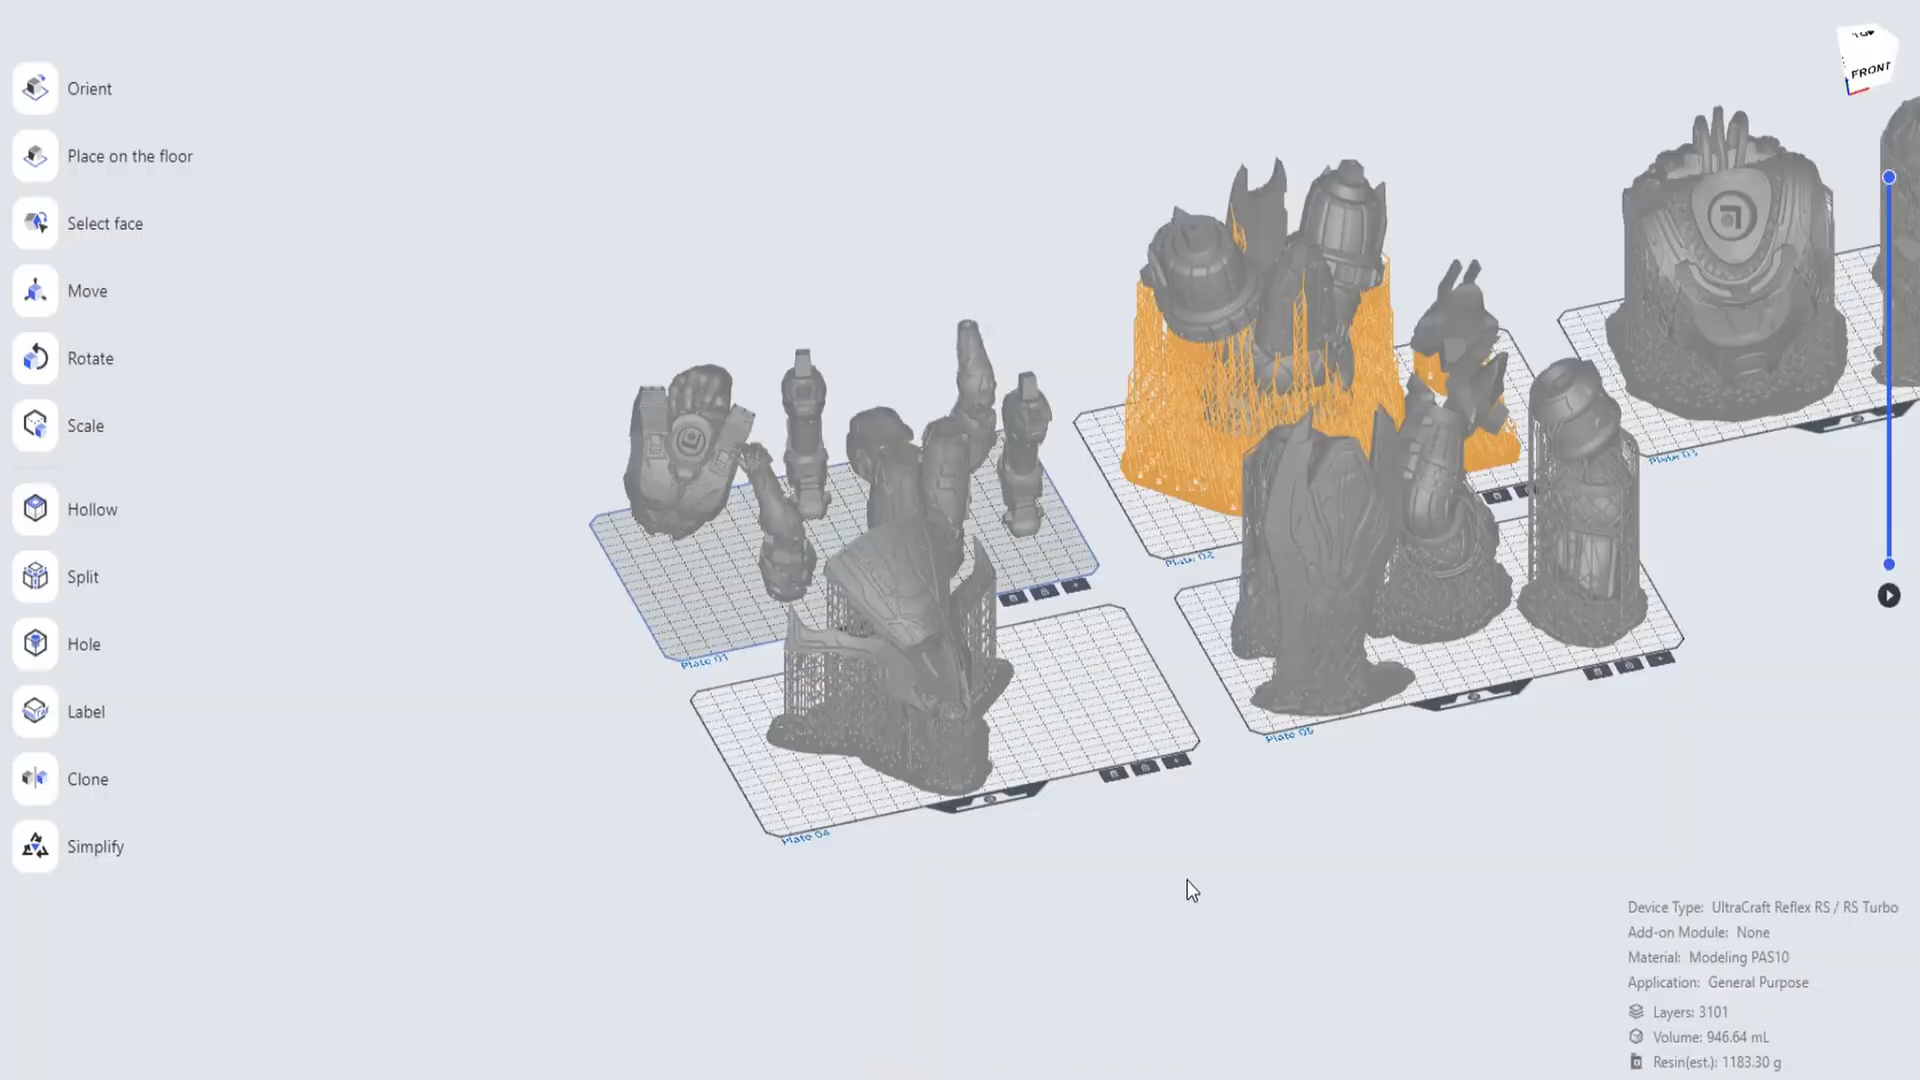 TOP
FRONT
Orient
Place on the floor
Select face
Move
Rotate
Scale
Hollow
Split
Hole
Label
Clone
Simplify
Plate 03
Plate 02
Plate 01
Plate 05
Plate 04
Device Type: UltraCraft Reflex RS / RS Turbo
Add-on Module: None
Material: Modeling PAS10
Application: General Purpose
Layers: 3101
Volume: 946.64 mL
Resin(est.): 1183.30 g